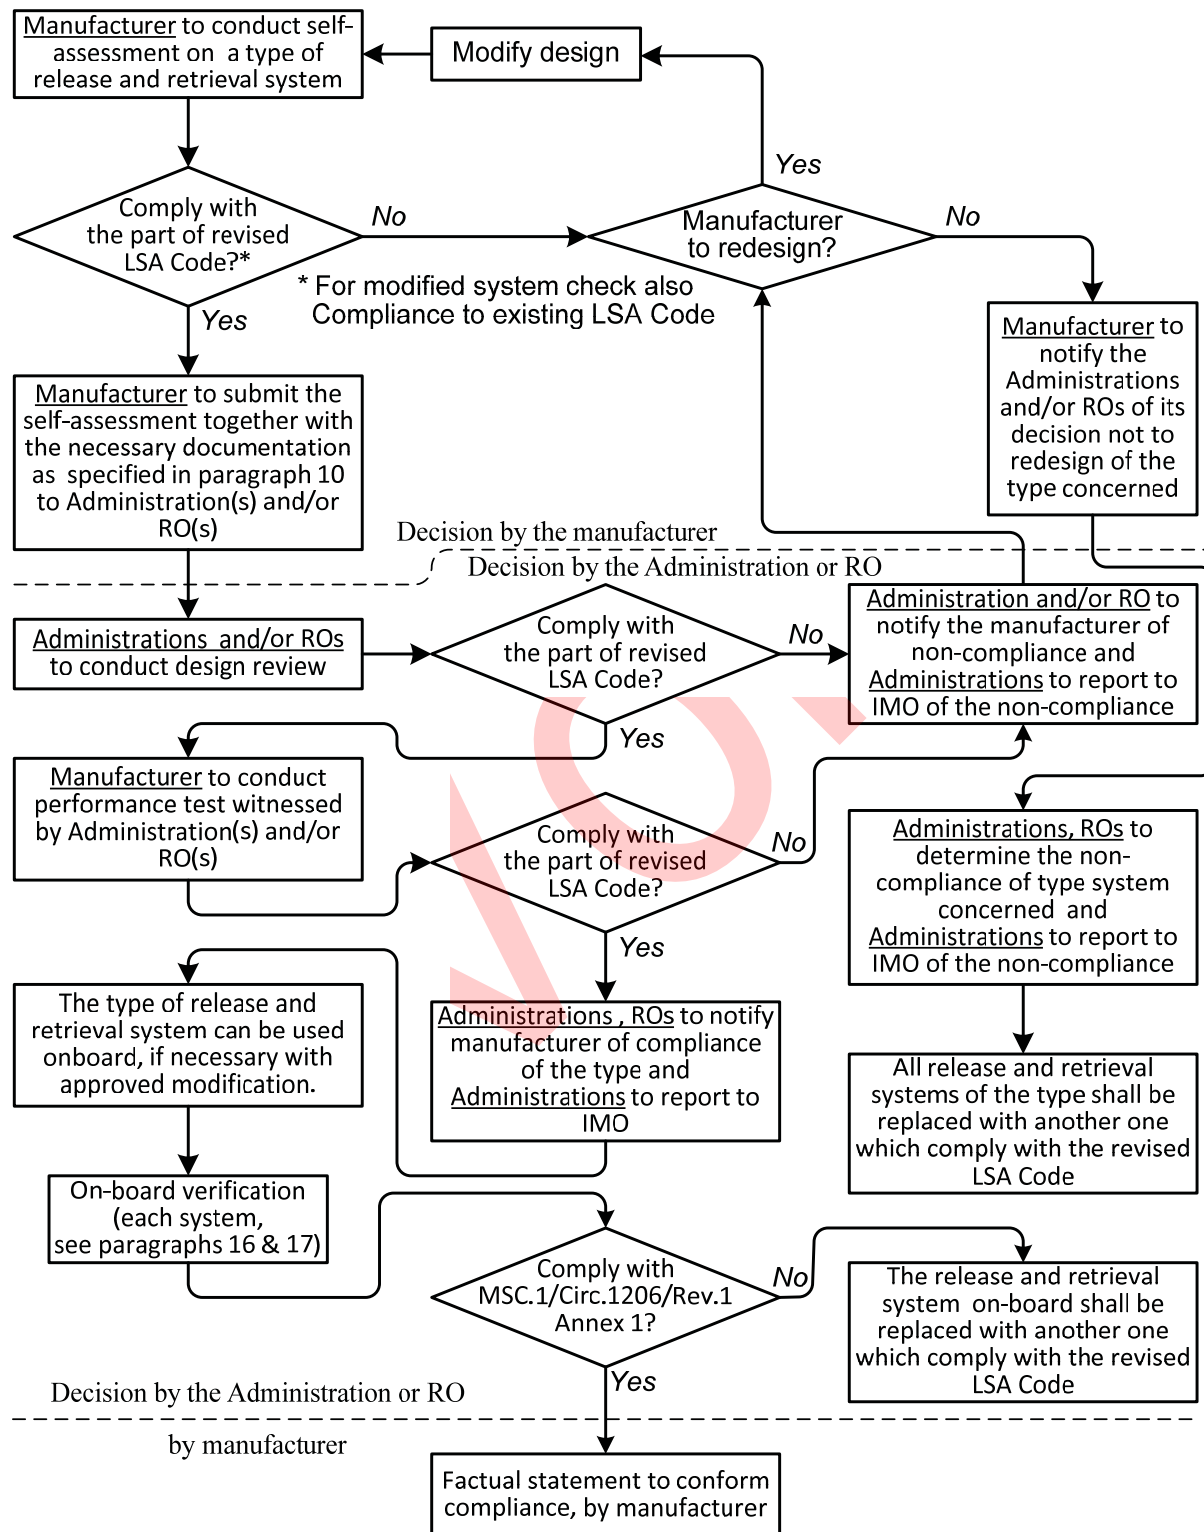 Manufacturer to conduct self-
assessment on a type of
release and retrieval system
Modify design
Yes
Comply with
the part of revised
LSA Code?*
No
Manufacturer
to redesign?
No
* For modified system check also
Compliance to existing LSA Code
Yes
Manufacturer to
notify the
Administrations
and/or ROs of its
decision not to
redesign of the
type concerned
Manufacturer to submit the
self-assessment together with
the necessary documentation
as specified in paragraph 10
to Administration(s) and/or
RO(s)
Decision by the manufacturer
Decision by the Administration or RO
Administrations and/or ROs
to conduct design review
Comply with
the part of revised
LSA Code?
No
Administration and/or RO to
notify the manufacturer of
non-compliance and
Administrations to report to
IMO of the non-compliance
Yes
Manufacturer to conduct
performance test witnessed
by Administration(s) and/or
RO(s)
Comply with
the part of revised
LSA Code?
No
Administrations, ROs to
determine the non-
compliance of type system
concerned and
Administrations to report to
IMO of the non-compliance
Yes
The type of release and
retrieval system can be used
onboard, if necessary with
approved modification.
Administrations , ROs to notify
manufacturer of compliance
of the type and
Administrations to report to
IMO
All release and retrieval
systems of the type shall be
replaced with another one
which comply with the revised
LSA Code
On-board verification
(each system,
see paragraphs 16 & 17)
Comply with
MSC.1/Circ.1206/Rev.1
Annex 1?
No
The release and retrieval
system on-board shall be
replaced with another one
which comply with the revised
LSA Code
Yes
Decision by the Administration or RO
by manufacturer
Factual statement to conform
compliance, by manufacturer